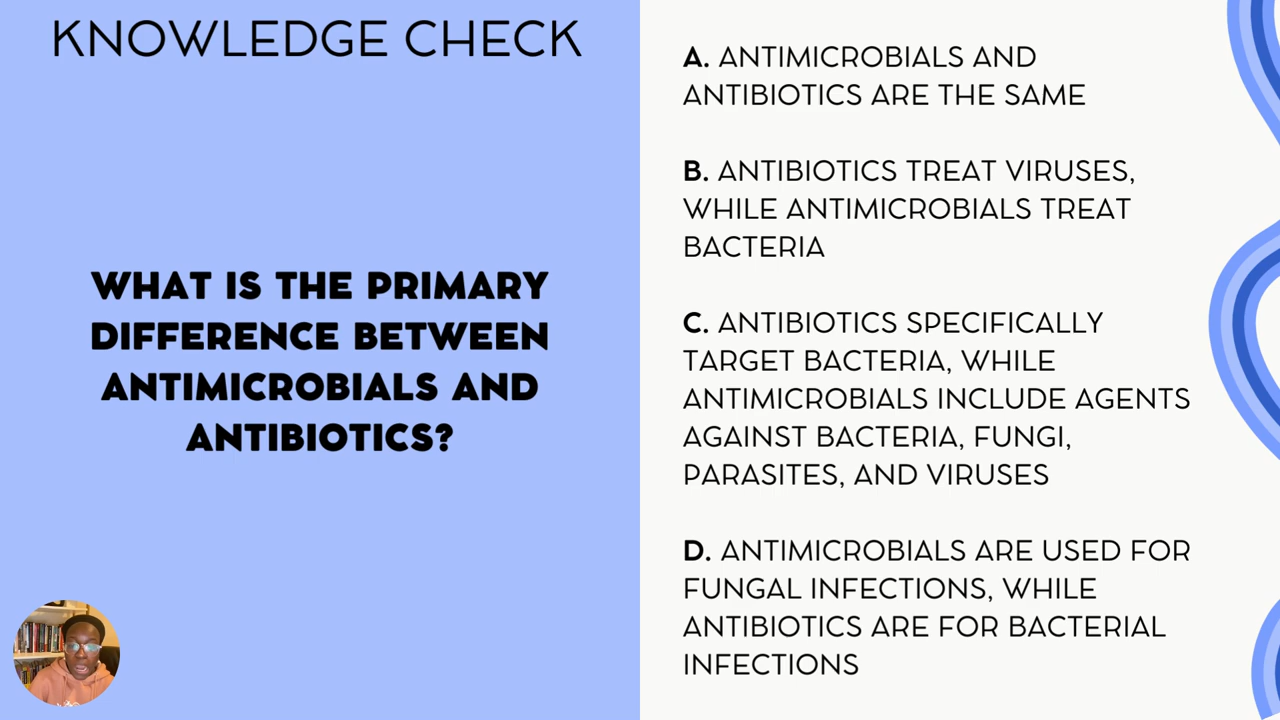 KNOWLEDGE CHECK
WHAT IS THE PRIMARY
DIFFERENCE BETWEEN
ANTIMICROBIALS AND
ANTIBIOTICS?
A. ANTIMICROBIALS AND
ANTIBIOTICS ARE THE SAME
B. ANTIBIOTICS TREAT VIRUSES,
WHILE ANTIMICROBIALS TREAT
BACTERIA
C. ANTIBIOTICS SPECIFICALLY
TARGET BACTERIA, WHILE
ANTIMICROBIALS INCLUDE AGENTS
AGAINST BACTERIA, FUNGI,
PARASITES, AND VIRUSES
D. ANTIMICROBIALS ARE USED FOR
FUNGAL INFECTIONS, WHILE
ANTIBIOTICS ARE FOR BACTERIAL
INFECTIONS